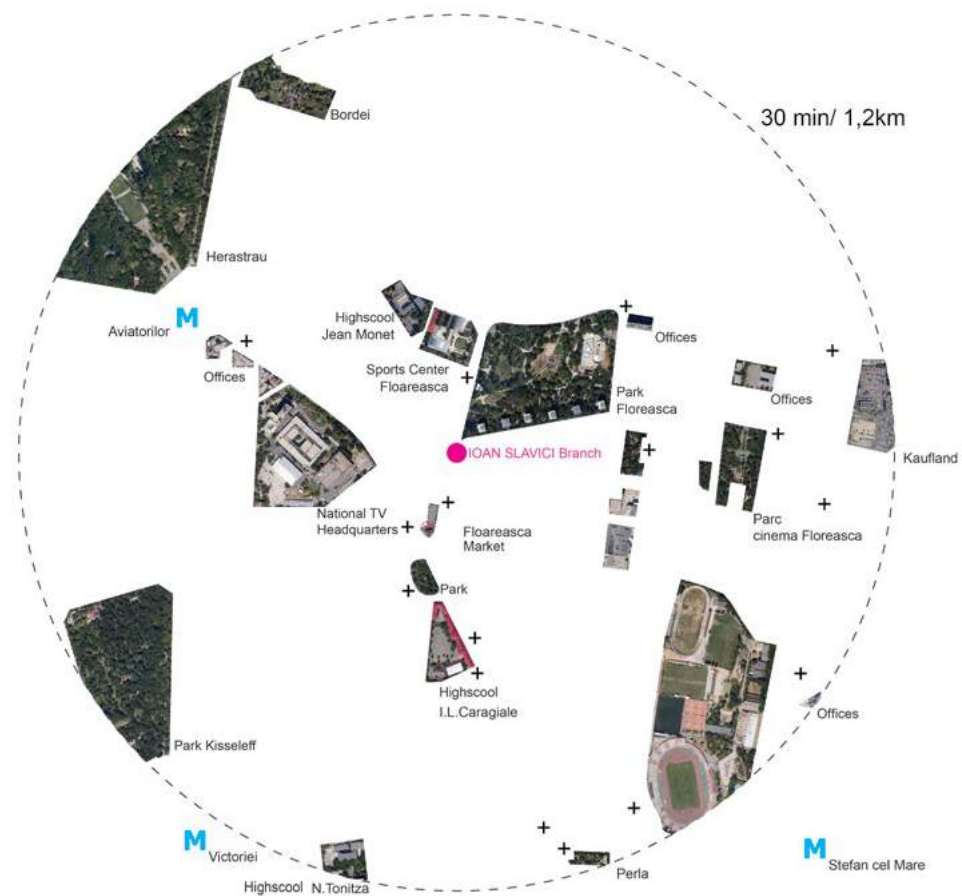 30 min/ 1,2km
Bordei
Herastrau
M
Aviatorilor
Offices
Highscool
Jean Monet
Sports Center
Floareasca
Offices
Park
Floreasca
Offices
Kaufland
IOAN SLAVICI Branch
National TV
Headquarters
Floareasca
Market
Parc
cinema Floreasca
Park
Highscool
I.L.Caragiale
Offices
Park Kisseleff
M
Victoriei
Highscool N.Tonitza
Perla
M
Stefan cel Mare